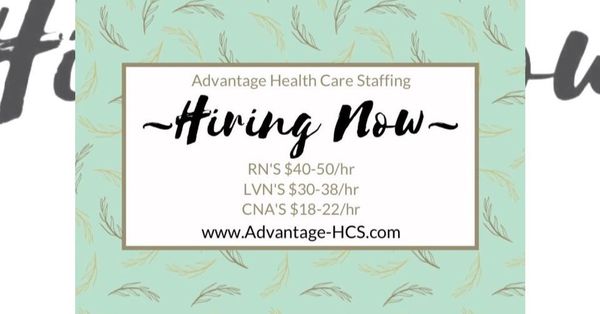 Advantage Health Care Staffing
~Hiring Now~
RN'S $40-50/hr
LVN'S $30-38/hr
CNA'S $18-22/hr
www.Advantage-HCS.com